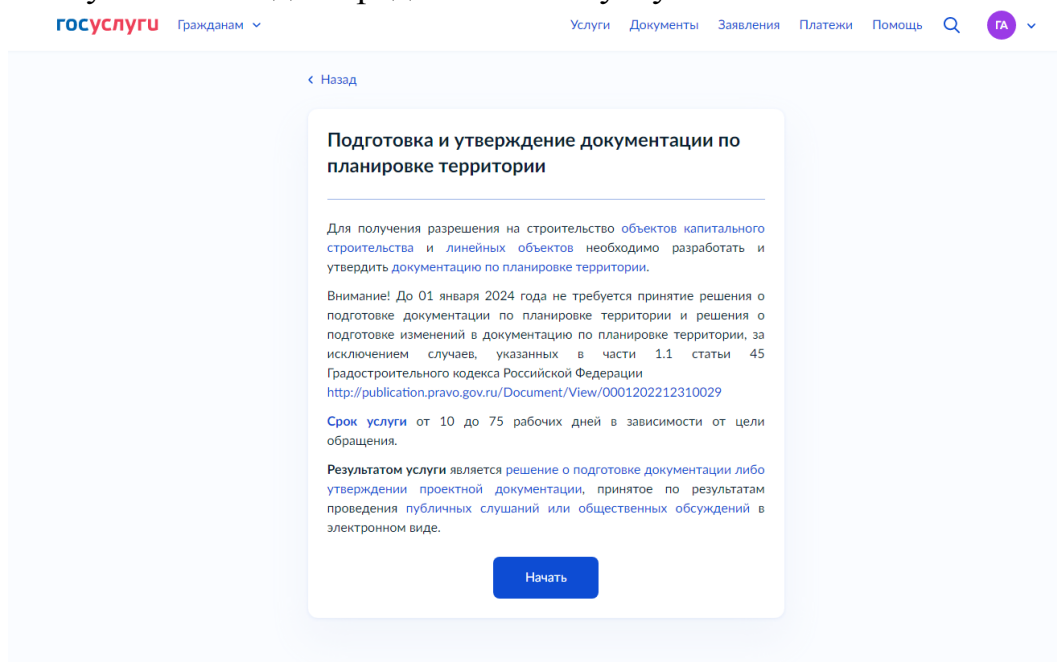 госуслуги Гражданам Услуги Документы Заявления Платежи Помощь ГА
Назад
Подготовка и утверждение документации по
планировке территории
Для получения разрешения на строительство объектов капитального
строительства и линейных объектов необходимо разработать и
утвердить документацию по планировке территории.
Внимание! До 01 января 2024 года не требуется принятие решения о
подготовке документации по планировке территории и решения о
подготовке изменений в документацию по планировке территории, за
исключением случаев, указанных в части 1.1 статьи 45
Градостроительного кодекса Российской Федерации
http://publication.pravo.gov.ru/Document/View/0001202212310029
Срок услуги от 10 до 75 рабочих дней в зависимости от цели
обращения.
Результатом услуги является решение о подготовке документации либо
утверждении проектной документации, принятое по результатам
проведения публичных слушаний или общественных обсуждений в
электронном виде.
Начать